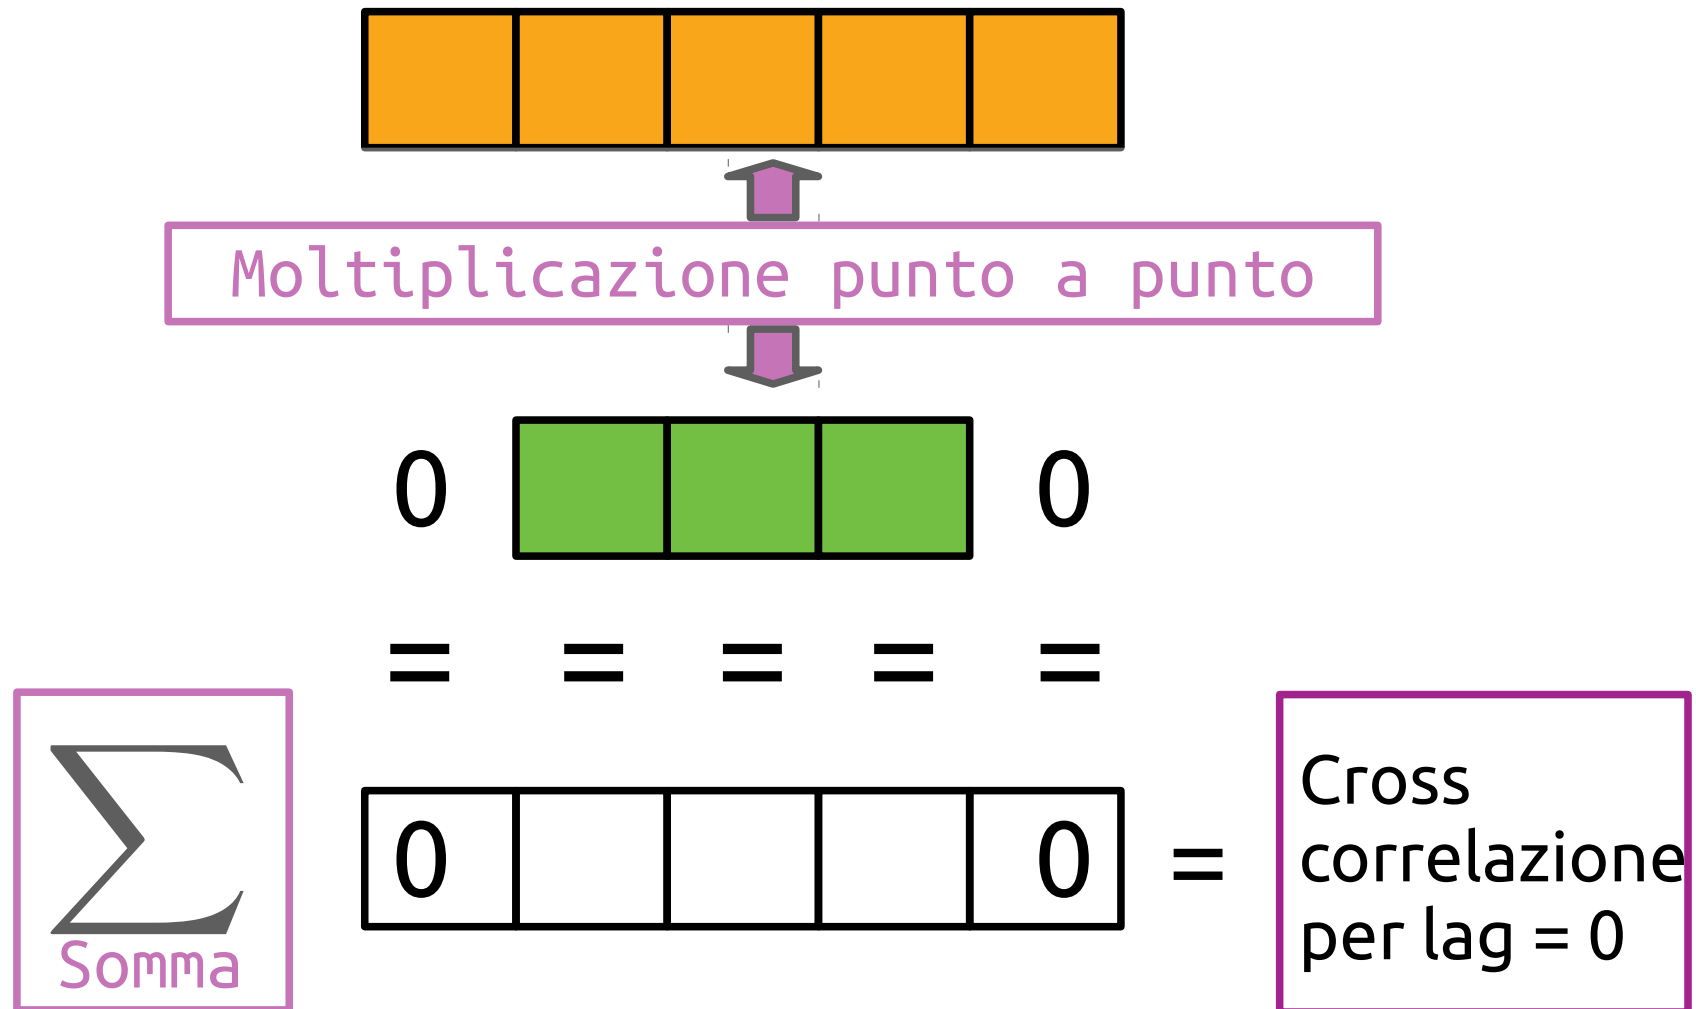 Moltiplicazione punto a punto
0 0
= = = = =
∑ 0 0 =
Somma
Cross
correlazione
per lag = 0